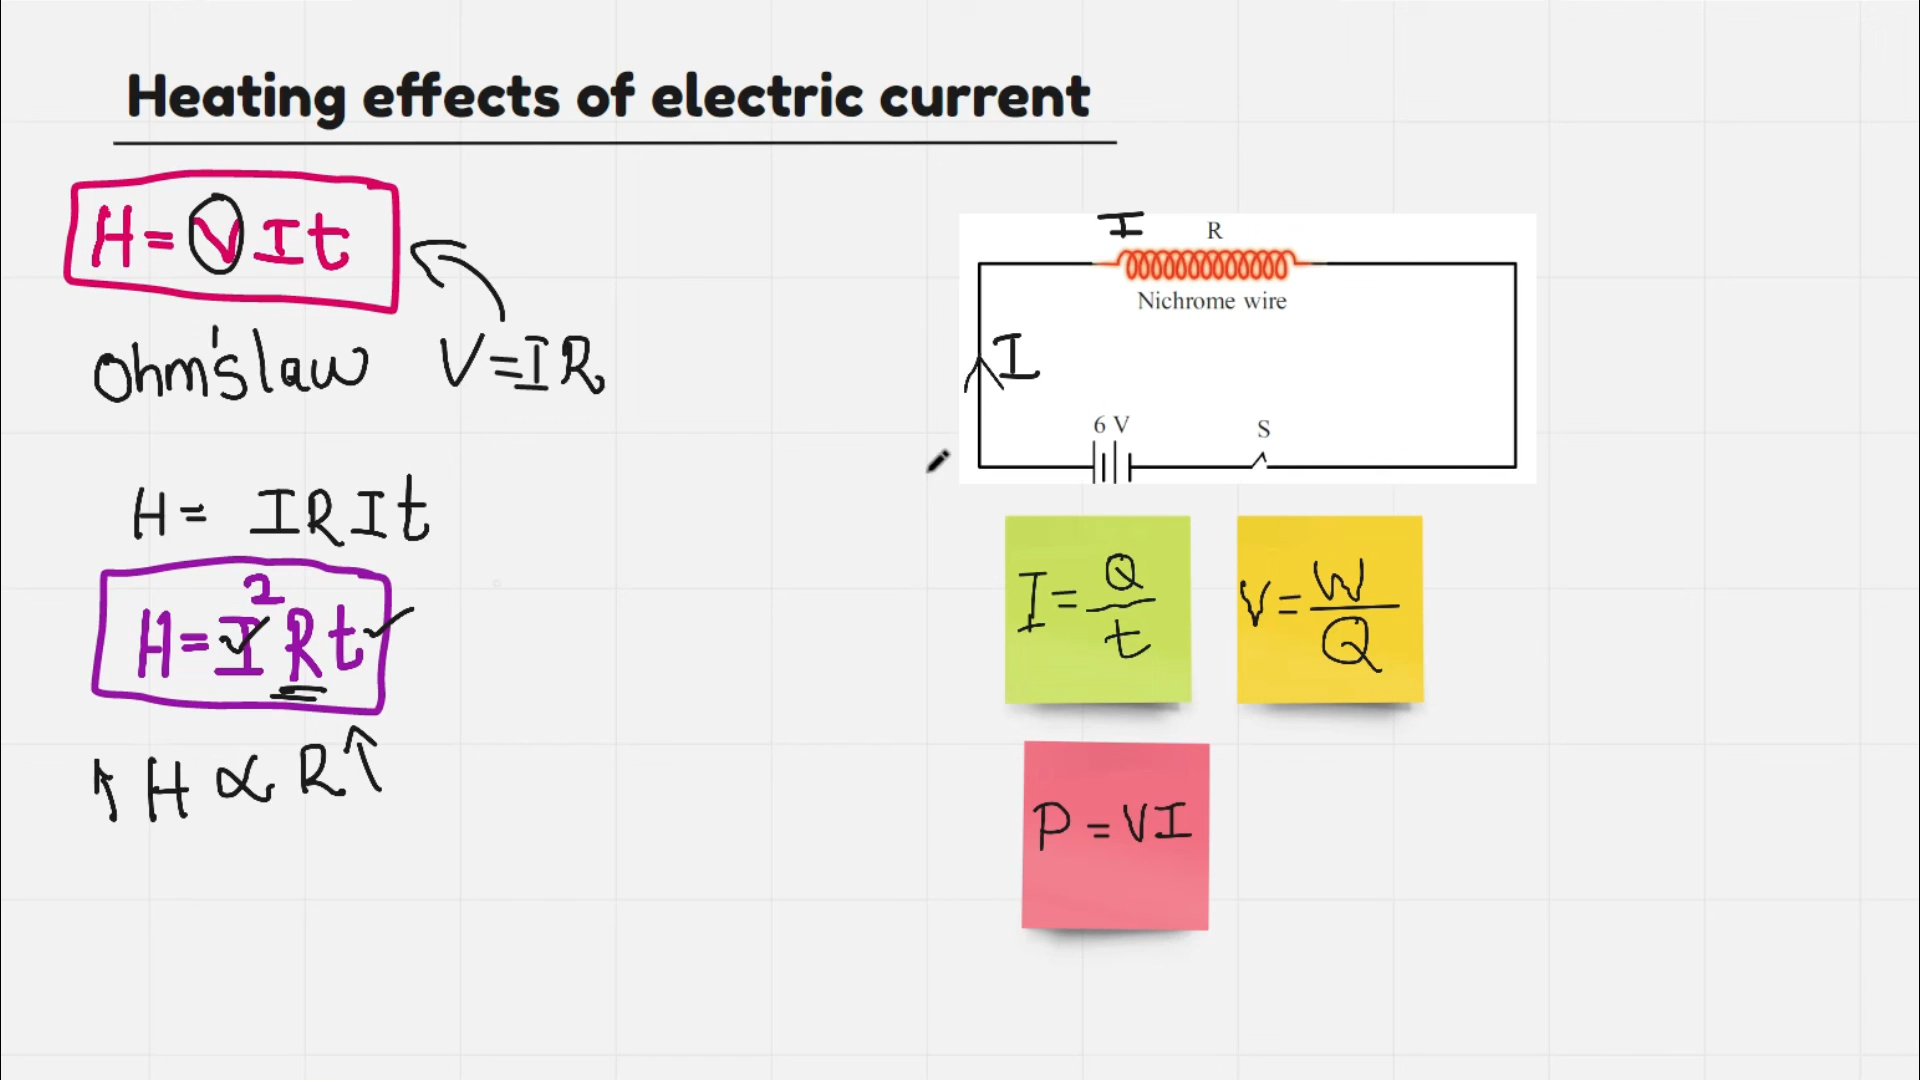 Heating effects of electric current
H = VIt
Ohm's law V = IR
H = IRIt
H = I²Rt
↑ H ∝ R ↑
I
R
Nichrome wire
I
6 V
S
I = Q/t
V = W/Q
P = VI